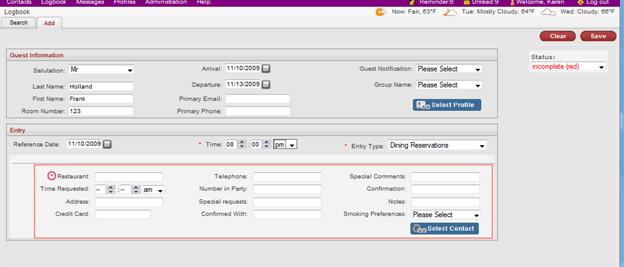 Contacts Logbook Messages Profiles Administration Help Reminder:6 Unread:9 Welcome, Karen Log out
Logbook Now: Fair, 63°F Tue: Mostly Cloudy, 64°F Wed: Cloudy, 66°F
Search Add
Clear Save
Guest Information
Status:
incomplete (red)
Salutation: Mr. Arrival: 11/10/2009 Guest Notification: Please Select
Last Name: Holland Departure: 11/13/2009 Group Name: Please Select
First Name: Frank Primary Email:
Room Number: 123 Primary Phone: Select Profile
Entry
Reference Date: 11/10/2009 * Time: 08 : 00 pm * Entry Type: Dining Reservations
* Restaurant: Telephone: Special Comments:
Time Requested: -- : -- am Number in Party: Confirmation:
Address: Special requests: Notes:
Credit Card: Confirmed With: Smoking Preferences: Please Select
Select Contact